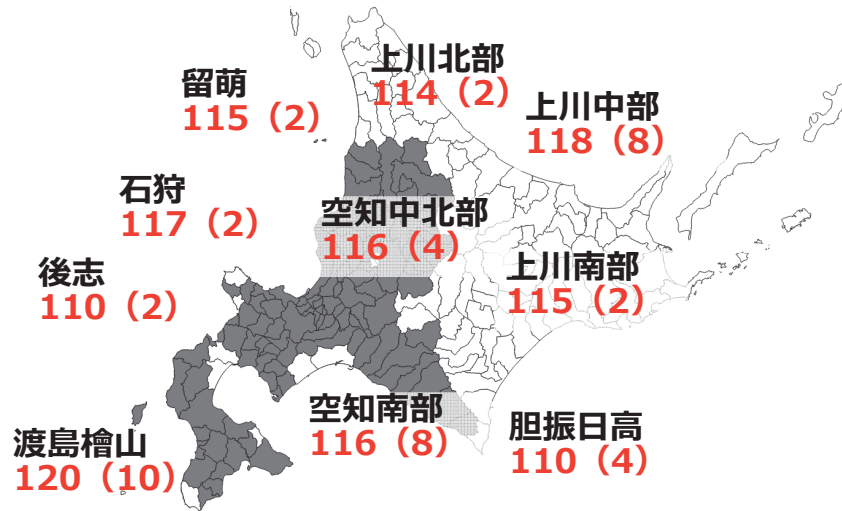 上川北部
114（2）
留萌
115（2）
上川中部
118（8）
石狩
117（2）
空知中北部
116（4）
後志
110（2）
上川南部
115（2）
空知南部
116（8）
胆振日高
110（4）
渡島檜山
120（10）